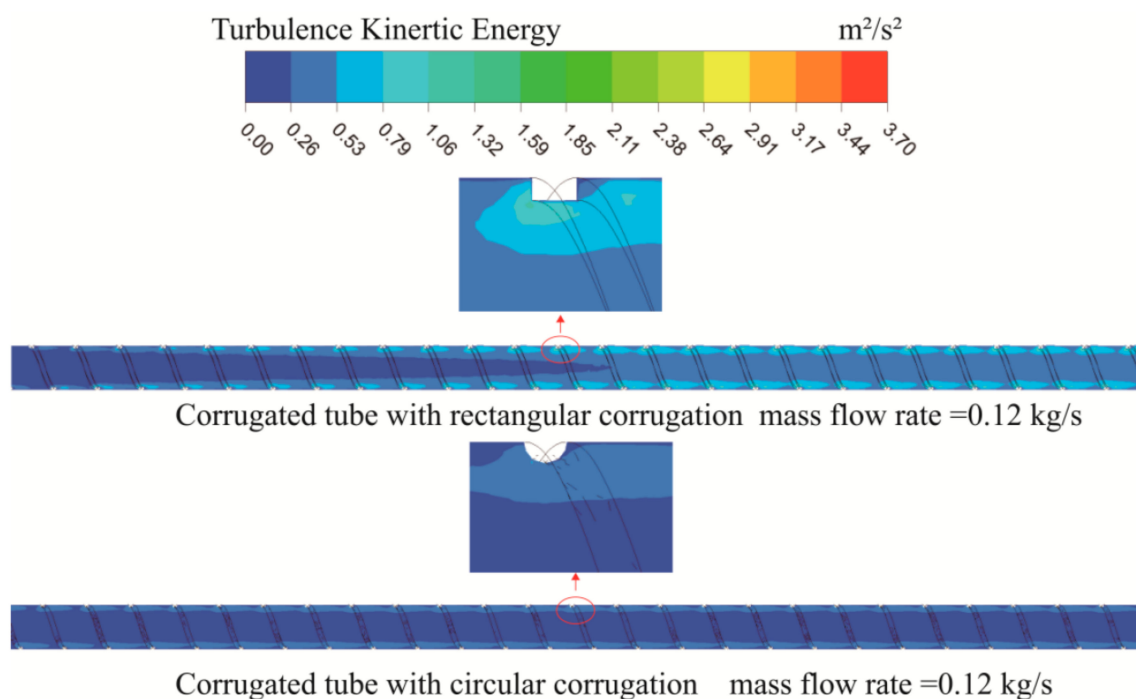 Turbulence Kinertic Energy m²/s²
0.00 0.26 0.53 0.79 1.06 1.32 1.59 1.85 2.11 2.38 2.64 2.91 3.17 3.44 3.70
Corrugated tube with rectangular corrugation mass flow rate =0.12 kg/s
Corrugated tube with circular corrugation mass flow rate =0.12 kg/s